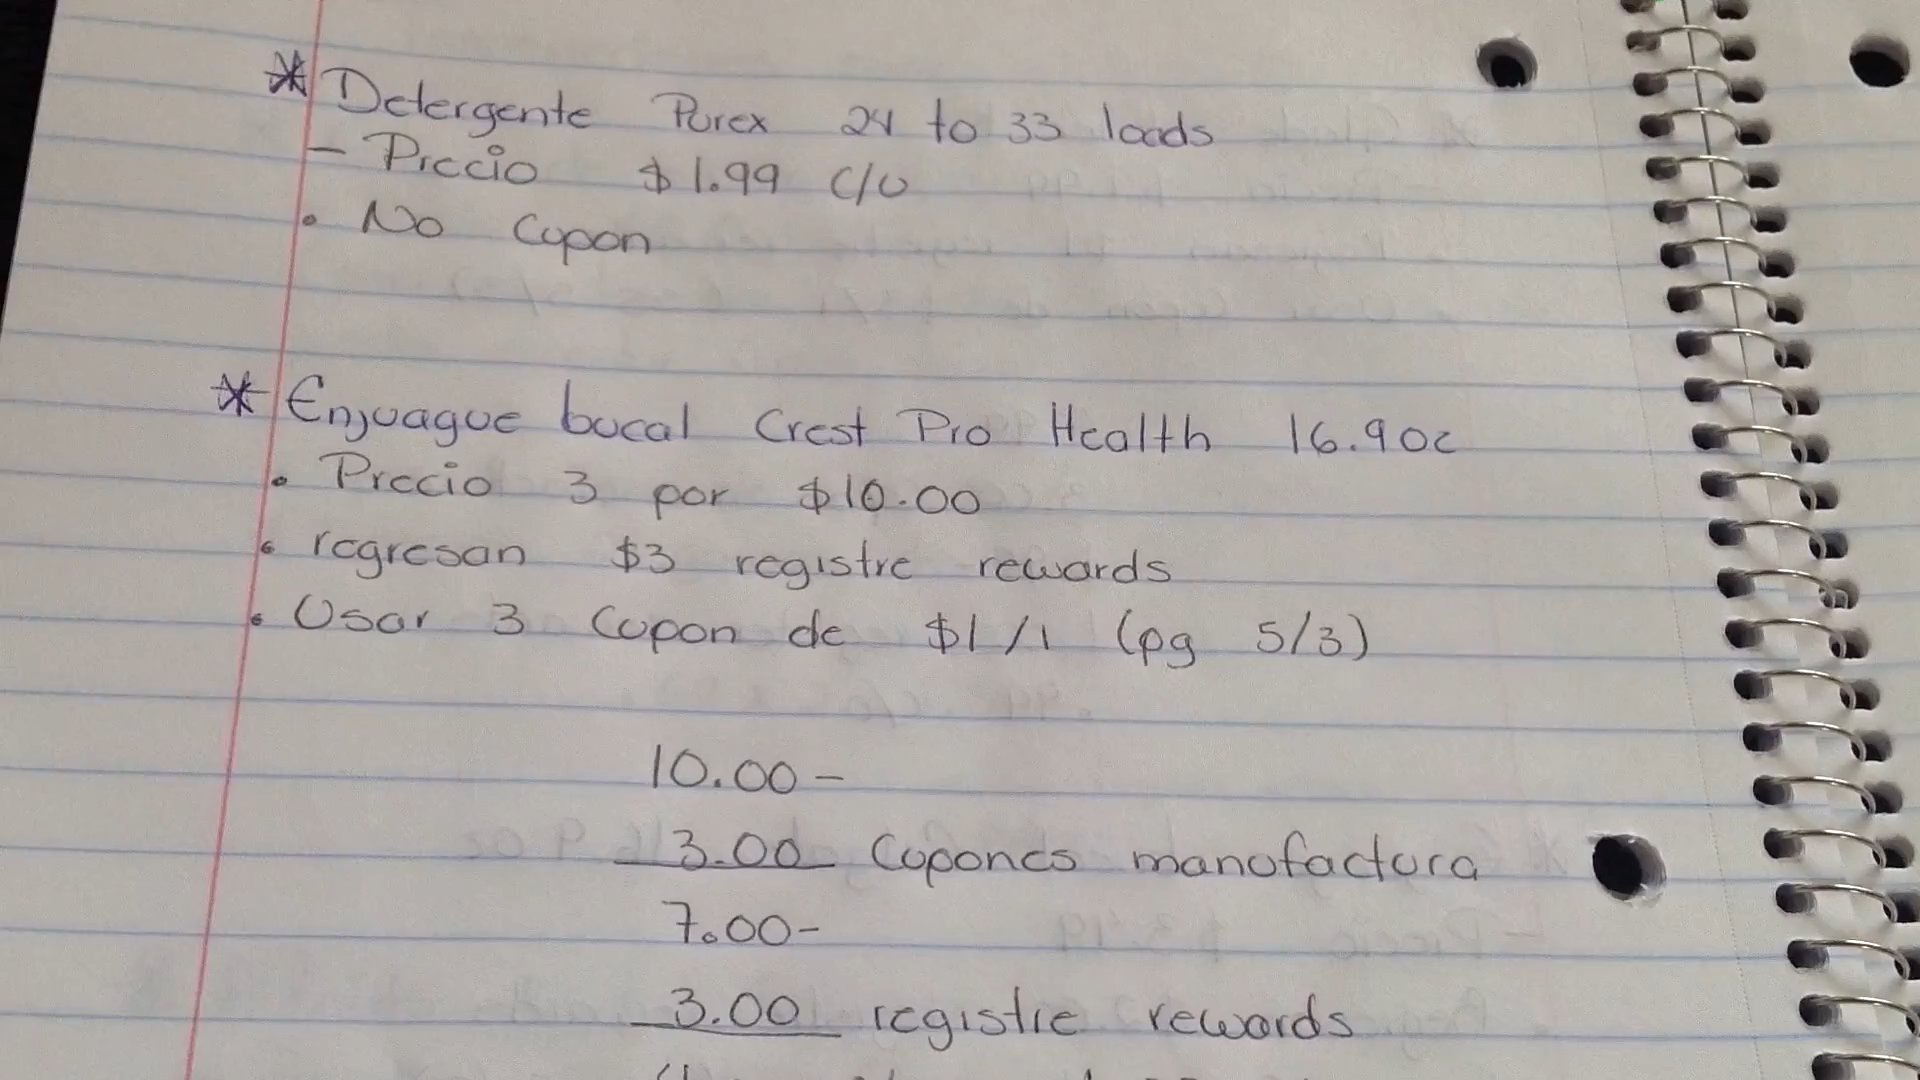 * Detergente Purex 24 to 33 loads
- Precio $1.99 c/u
• No Cupon
* Enjuague bucal Crest Pro Health 16.9oz
• Precio 3 por $10.00
• regresan $3 registre rewards
• Usar 3 Cupon de $1/1 (pg 5/3)
10.00-
3.00 Cupones manufactura
7.00-
3.00 registre rewards